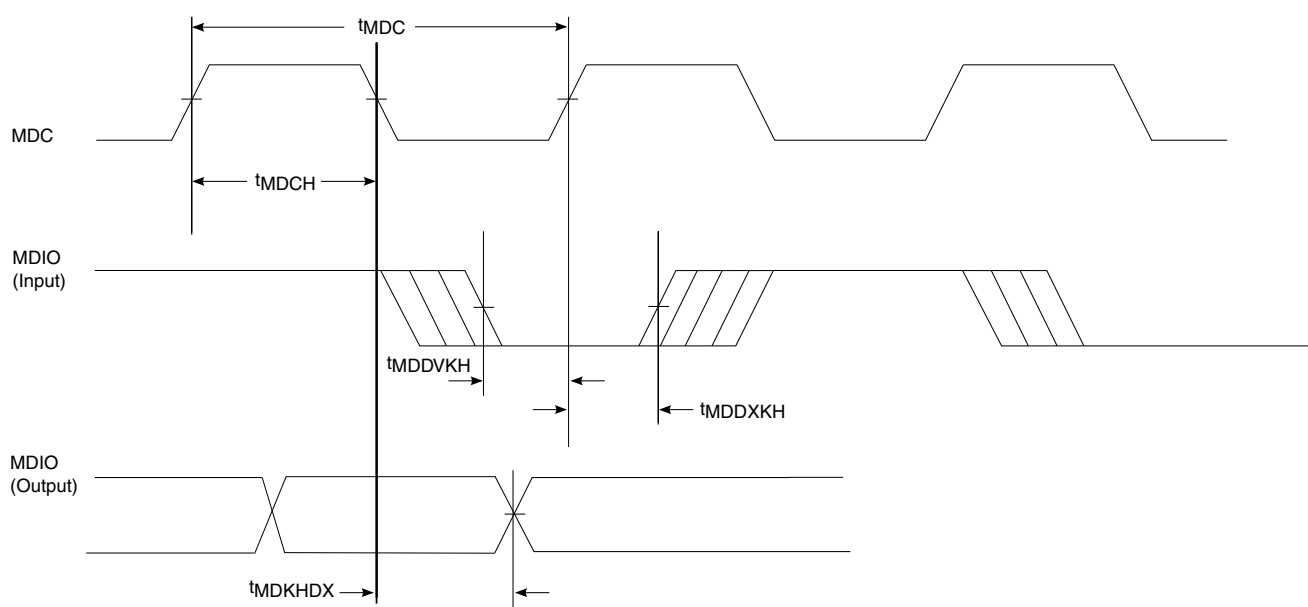 tMDC
MDC
tMDCH
MDIO
(Input)
tMDDVKH
tMDDXKH
MDIO
(Output)
tMDKHDX